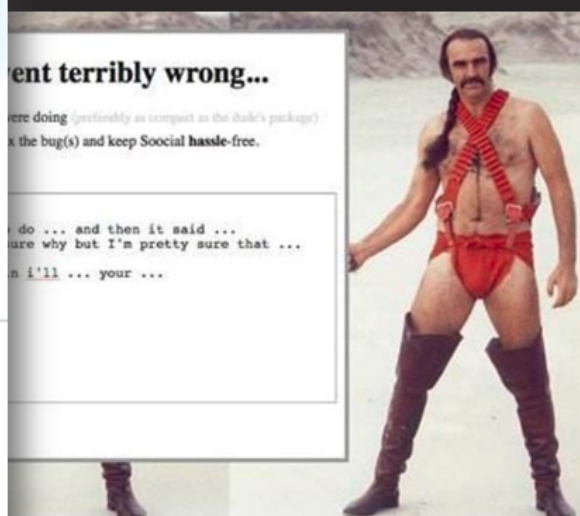 ent terribly wrong...
ere doing (preferably as compact as the dude's package)
x the bug(s) and keep Soocial hassle-free.
do ... and then it said ...
ure why but I'm pretty sure that ...
n i'll ... your ...